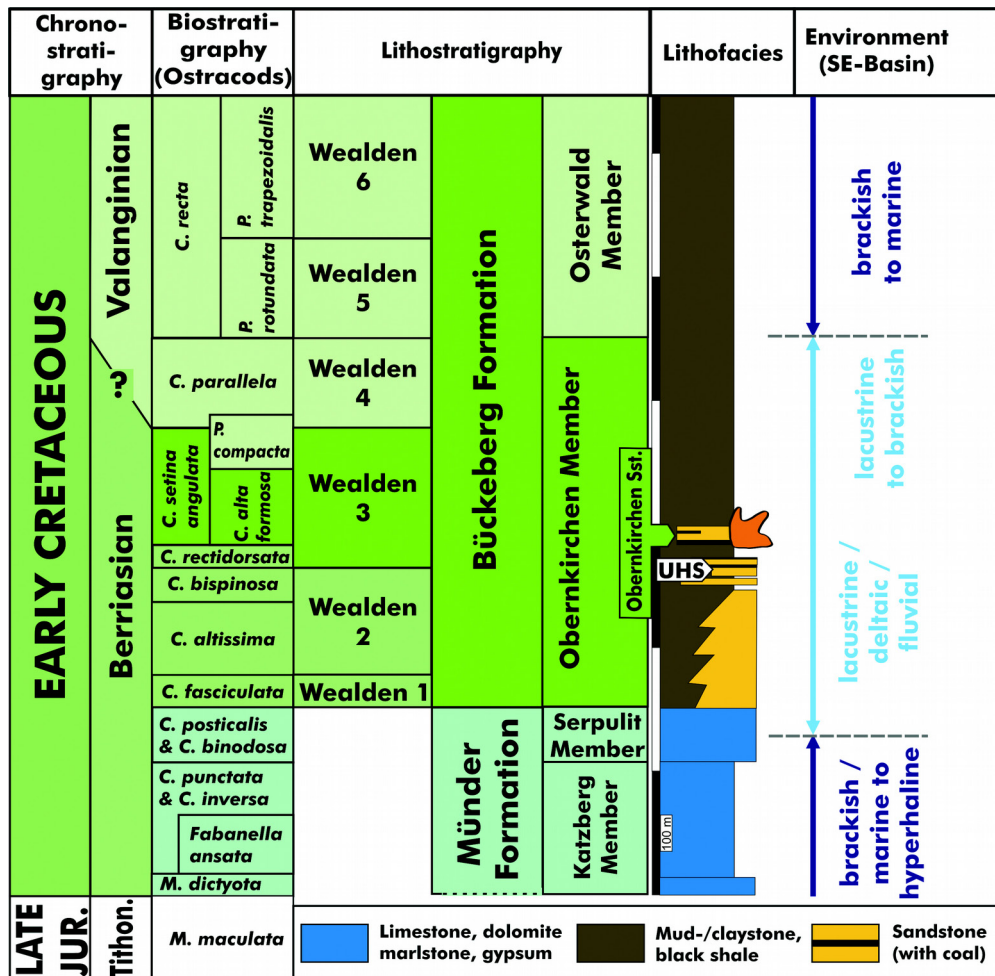 Chrono-
strati-
graphy
Biostrati-
graphy
(Ostracods)
Lithostratigraphy
Lithofacies
Environment
(SE-Basin)
EARLY CRETACEOUS
LATE
JUR.
Valanginian
?
Berriasian
Tithon.
C. recta
P.
trapezoidalis
P.
rotundata
C. parallela
P.
compacta
C. setina
angulata
C. alta
formosa
C. rectidorsata
C. bispinosa
C. altissima
C. fasciculata
C. posticalis
& C. binodosa
C. punctata
& C. inversa
Fabanella
ansata
M. dictyota
M. maculata
Wealden
6
Wealden
5
Wealden
4
Wealden
3
Wealden
2
Wealden 1
Bückeberg Formation
Münder
Formation
Osterwald
Member
Obernkirchen Member
Obernkirchen Sst.
Serpulit
Member
Katzberg
Member
UHS
100 m
brackish
to marine
lacustrine
to brackish
lacustrine /
deltaic /
fluvial
brackish /
marine to
hyperhaline
Limestone, dolomite
marlstone, gypsum
Mud-/claystone,
black shale
Sandstone
(with coal)